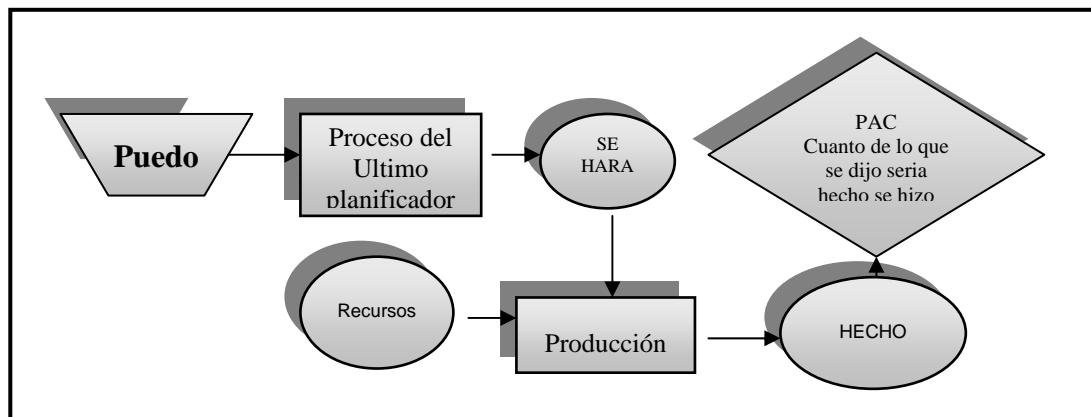 Puedo
Proceso del
Ultimo
planificador
SE
HARA
PAC
Cuanto de lo que
se dijo seria
hecho se hizo
Recursos
Producción
HECHO